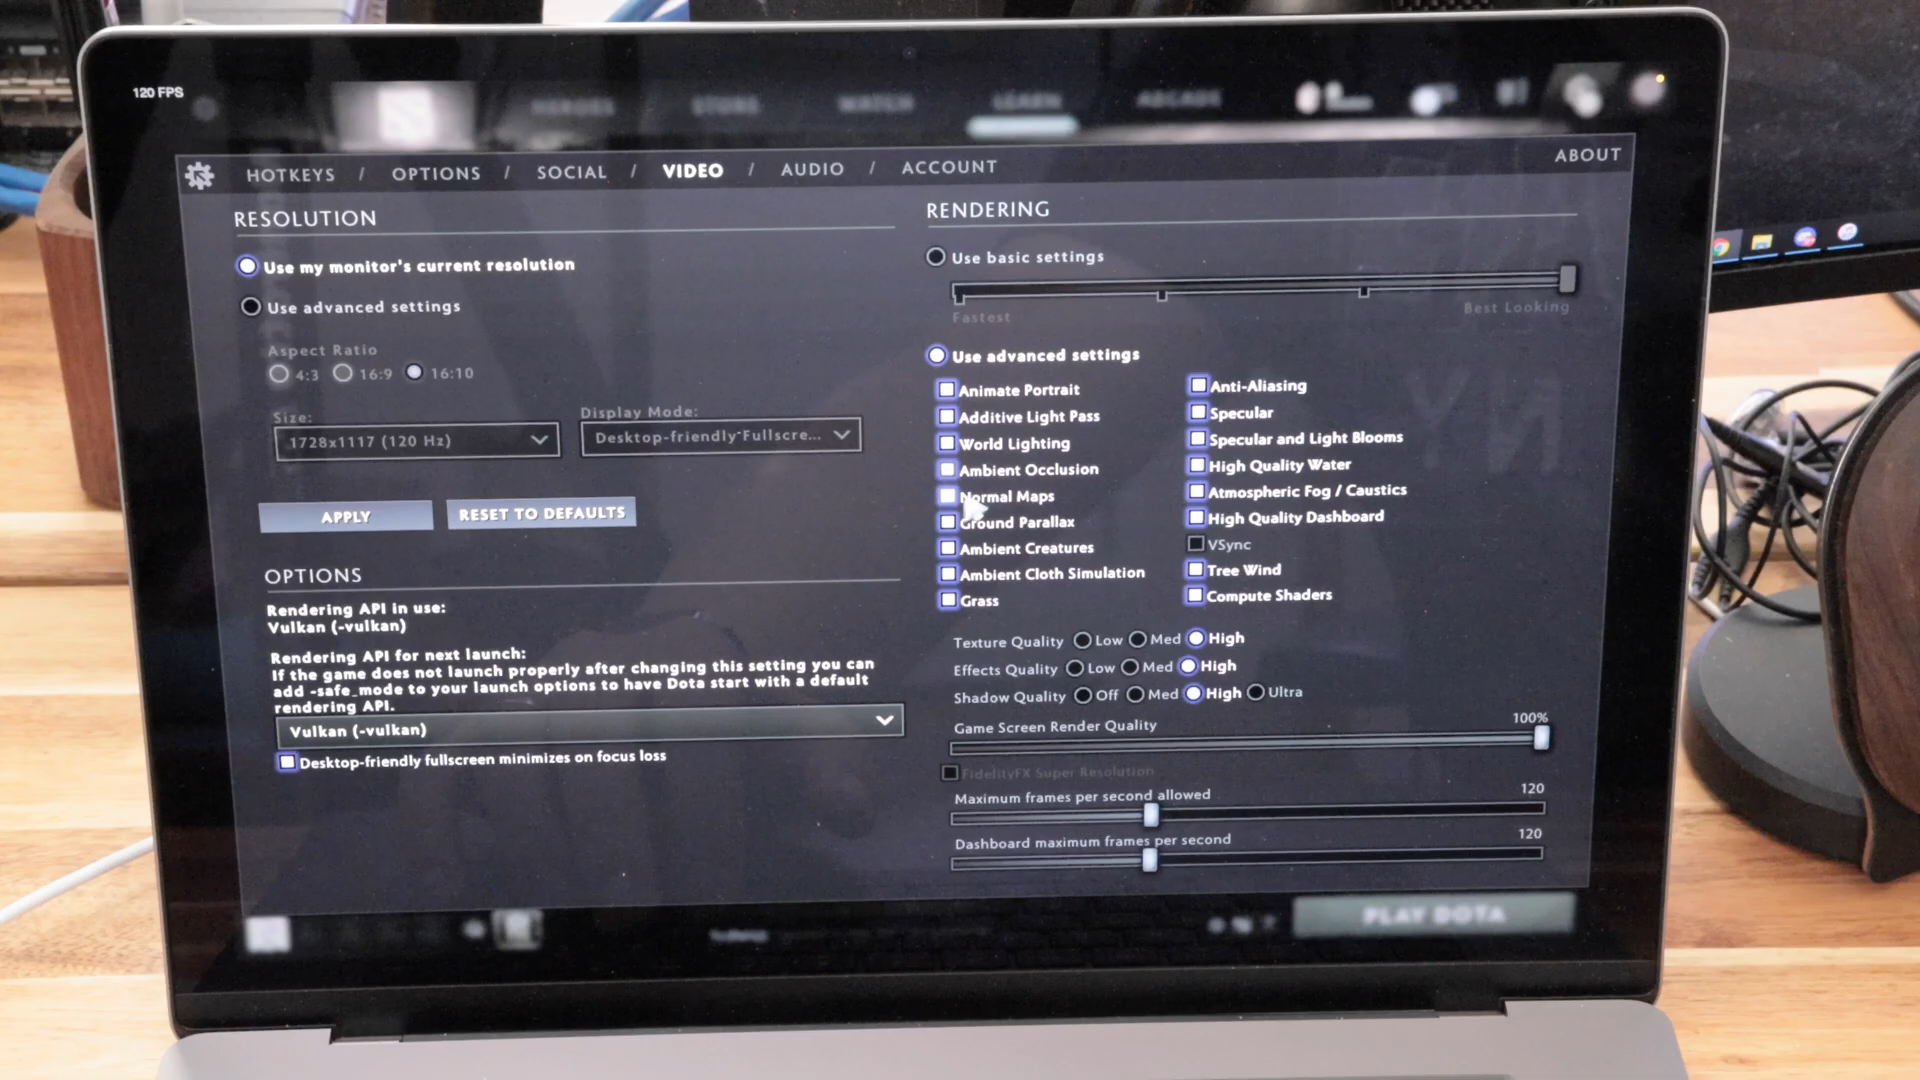 120 FPS
HEROES STORE WATCH LEARN ARCADE
HOTKEYS / OPTIONS / SOCIAL / VIDEO / AUDIO / ACCOUNT
ABOUT
RESOLUTION
Use my monitor's current resolution
Use advanced settings
Aspect Ratio
4:3 16:9 16:10
Size:
Display Mode:
1728x1117 (120 Hz)
Desktop-friendly Fullscre...
APPLY
RESET TO DEFAULTS
OPTIONS
Rendering API in use:
Vulkan (-vulkan)
Rendering API for next launch:
If the game does not launch properly after changing this setting you can
add -safe_mode to your launch options to have Dota start with a default
rendering API.
Vulkan (-vulkan)
Desktop-friendly fullscreen minimizes on focus loss
RENDERING
Use basic settings
Fastest
Best Looking
Use advanced settings
Animate Portrait
Additive Light Pass
World Lighting
Ambient Occlusion
Normal Maps
Ground Parallax
Ambient Creatures
Ambient Cloth Simulation
Grass
Anti-Aliasing
Specular
Specular and Light Blooms
High Quality Water
Atmospheric Fog / Caustics
High Quality Dashboard
VSync
Tree Wind
Compute Shaders
Texture Quality Low Med High
Effects Quality Low Med High
Shadow Quality Off Med High Ultra
Game Screen Render Quality 100%
FidelityFX Super Resolution
Maximum frames per second allowed 120
Dashboard maximum frames per second 120
PLAY DOTA